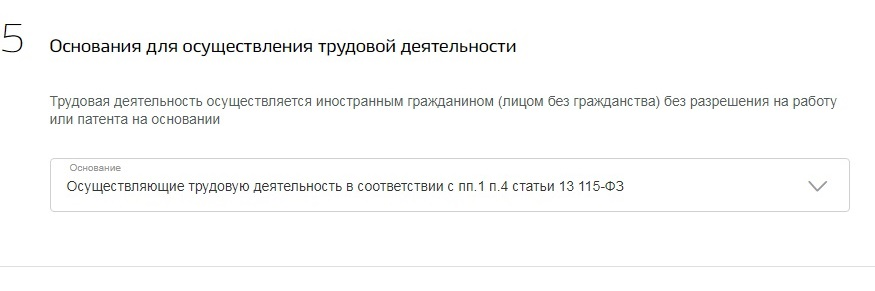 5
Основания для осуществления трудовой деятельности
Трудовая деятельность осуществляется иностранным гражданином (лицом без гражданства) без разрешения на работу
или патента на основании
Основание
Осуществляющие трудовую деятельность в соответствии с пп.1 п.4 статьи 13 115-ФЗ